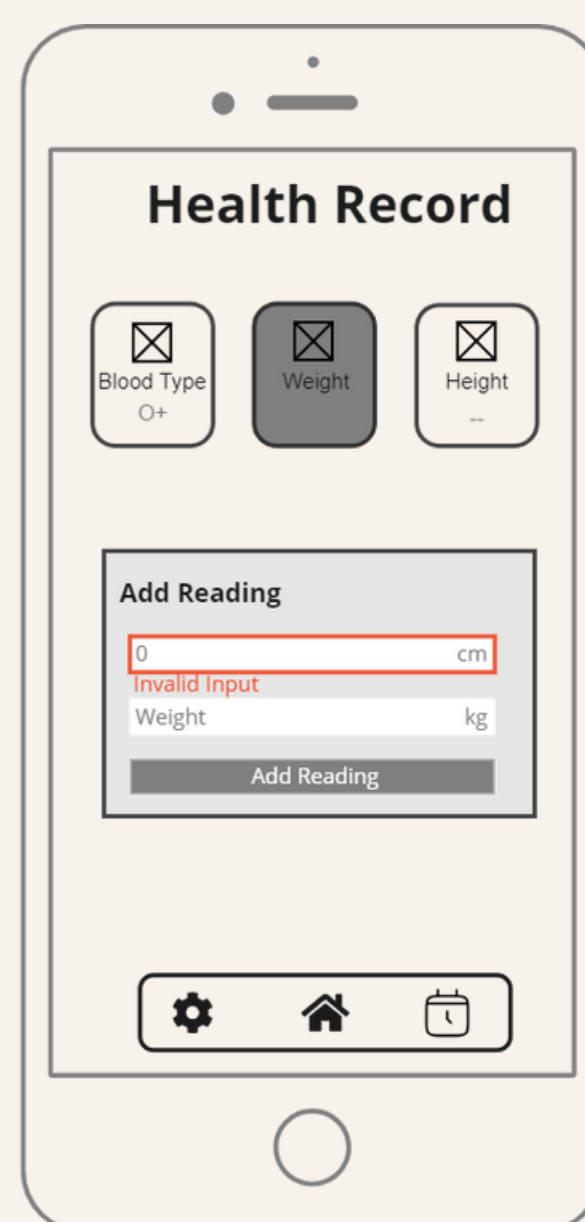 Health Record
Blood Type
O+
Weight
Height
--
Add Reading
0 cm
Invalid Input
Weight kg
Add Reading